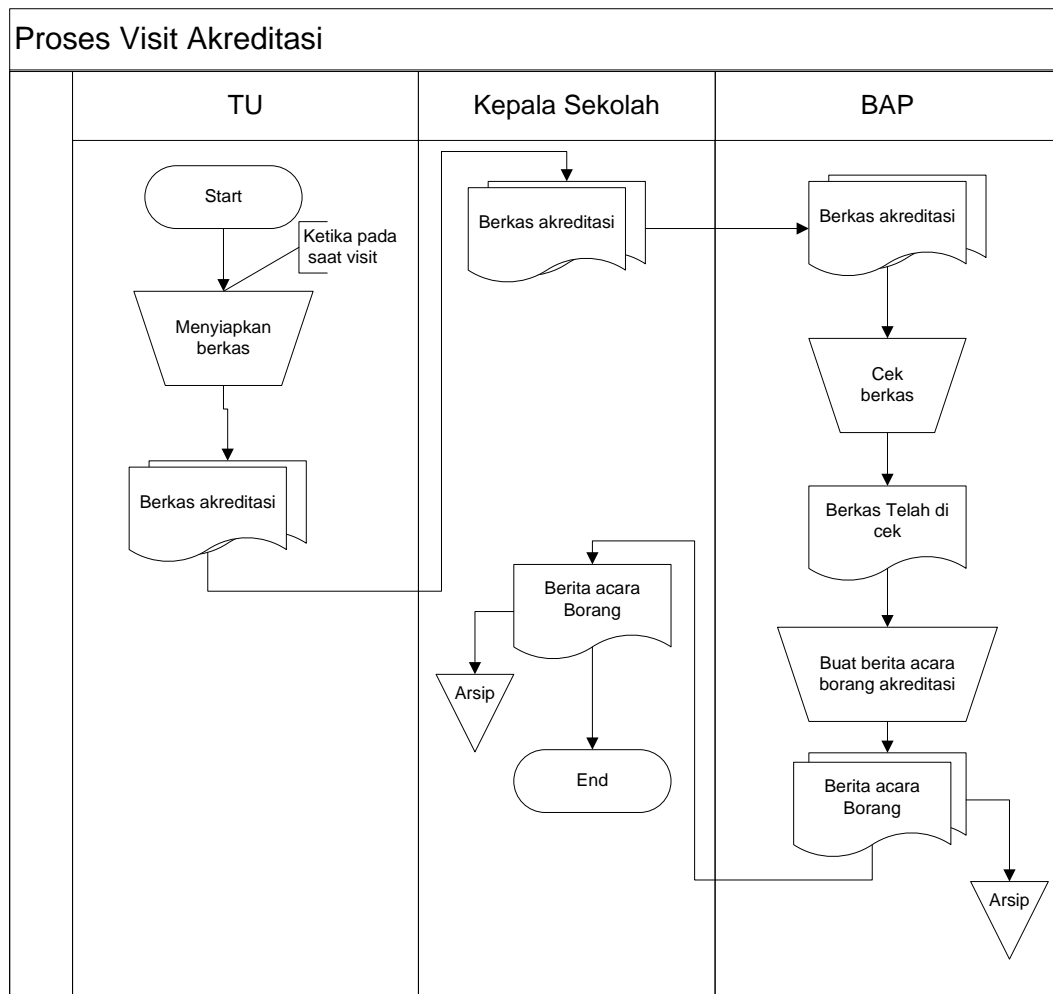 Proses Visit Akreditasi
TU
Kepala Sekolah
BAP
Start
Ketika pada
saat visit
Menyiapkan
berkas
Berkas akreditasi
Berkas akreditasi
Berkas akreditasi
Cek
berkas
Berkas Telah di
cek
Buat berita acara
borang akreditasi
Berita acara
Borang
Arsip
Berita acara
Borang
Arsip
End